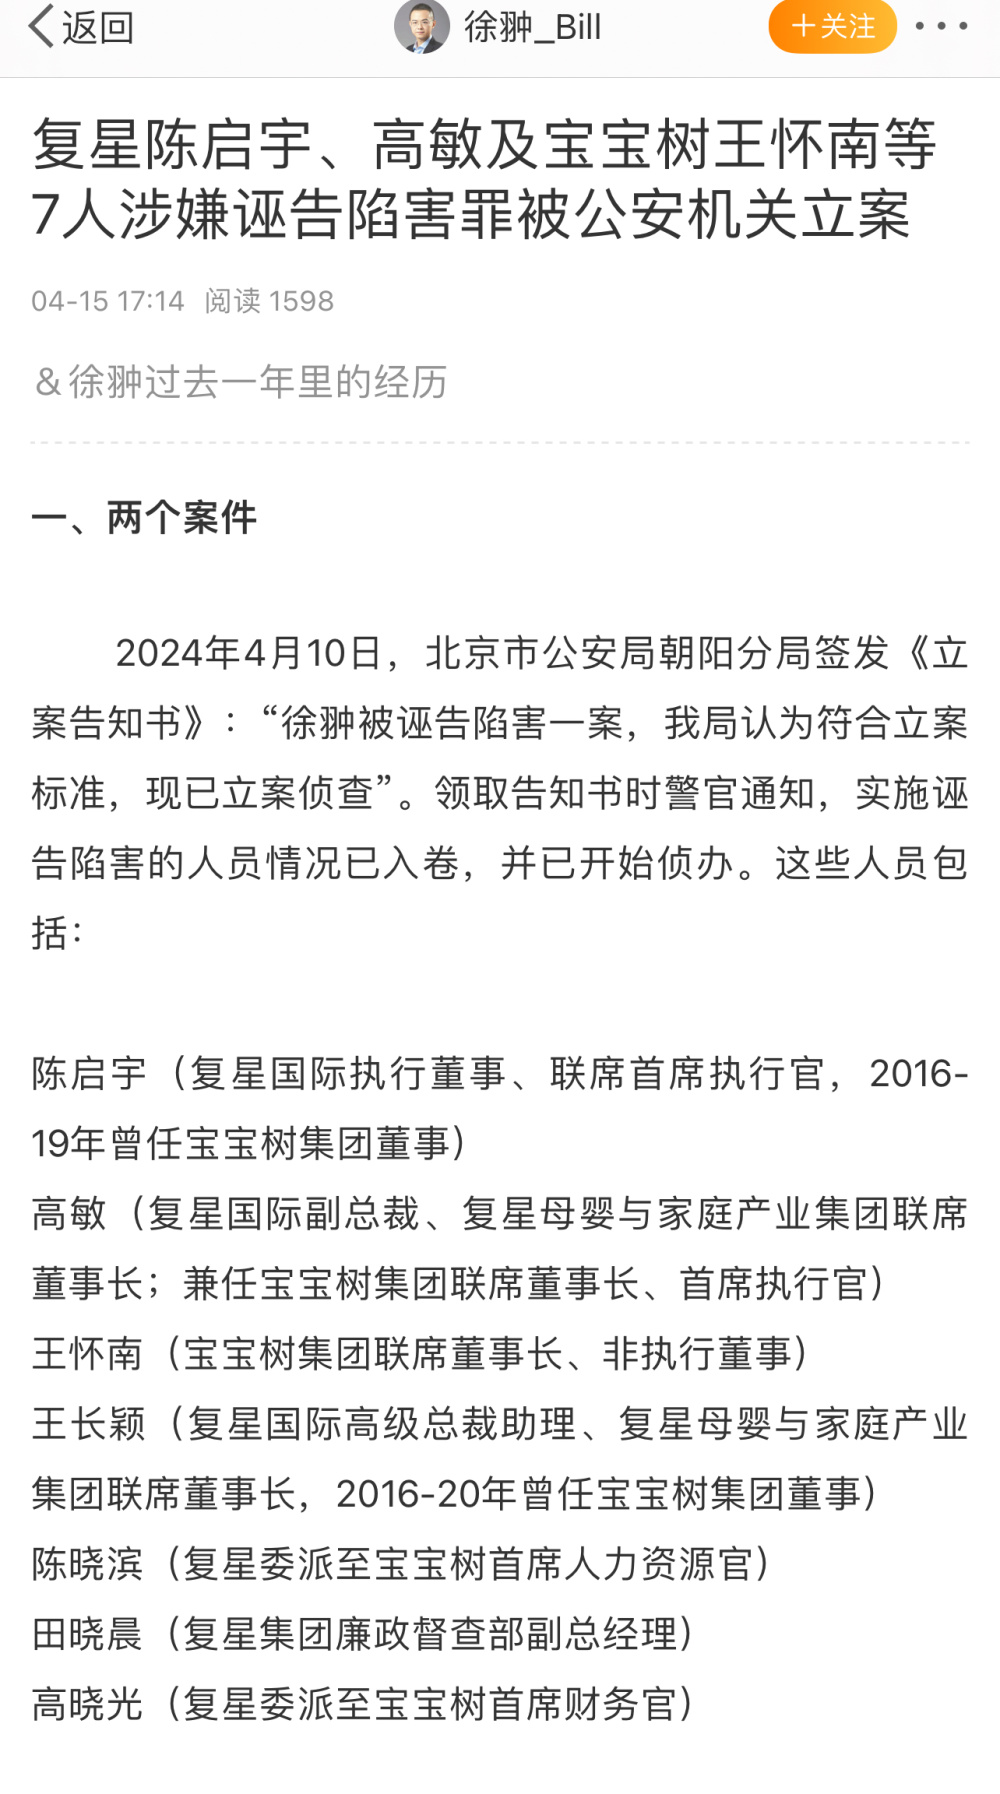 返回
徐翀_Bill
+关注
复星陈启宇、高敏及宝宝树王怀南等
7人涉嫌诬告陷害罪被公安机关立案
04-15 17:14 阅读 1598
&徐翀过去一年里的经历
一、两个案件
2024年4月10日，北京市公安局朝阳分局签发《立
案告知书》：“徐翀被诬告陷害一案，我局认为符合立案
标准，现已立案侦查”。领取告知书时警官通知，实施诬
告陷害的人员情况已入卷，并已开始侦办。这些人员包
括：
陈启宇（复星国际执行董事、联席首席执行官，2016-
19年曾任宝宝树集团董事）
高敏（复星国际副总裁、复星母婴与家庭产业集团联席
董事长；兼任宝宝树集团联席董事长、首席执行官）
王怀南（宝宝树集团联席董事长、非执行董事）
王长颖（复星国际高级总裁助理、复星母婴与家庭产业
集团联席董事长，2016-20年曾任宝宝树集团董事）
陈晓滨（复星委派至宝宝树首席人力资源官）
田晓晨（复星集团廉政督查部副总经理）
高晓光（复星委派至宝宝树首席财务官）